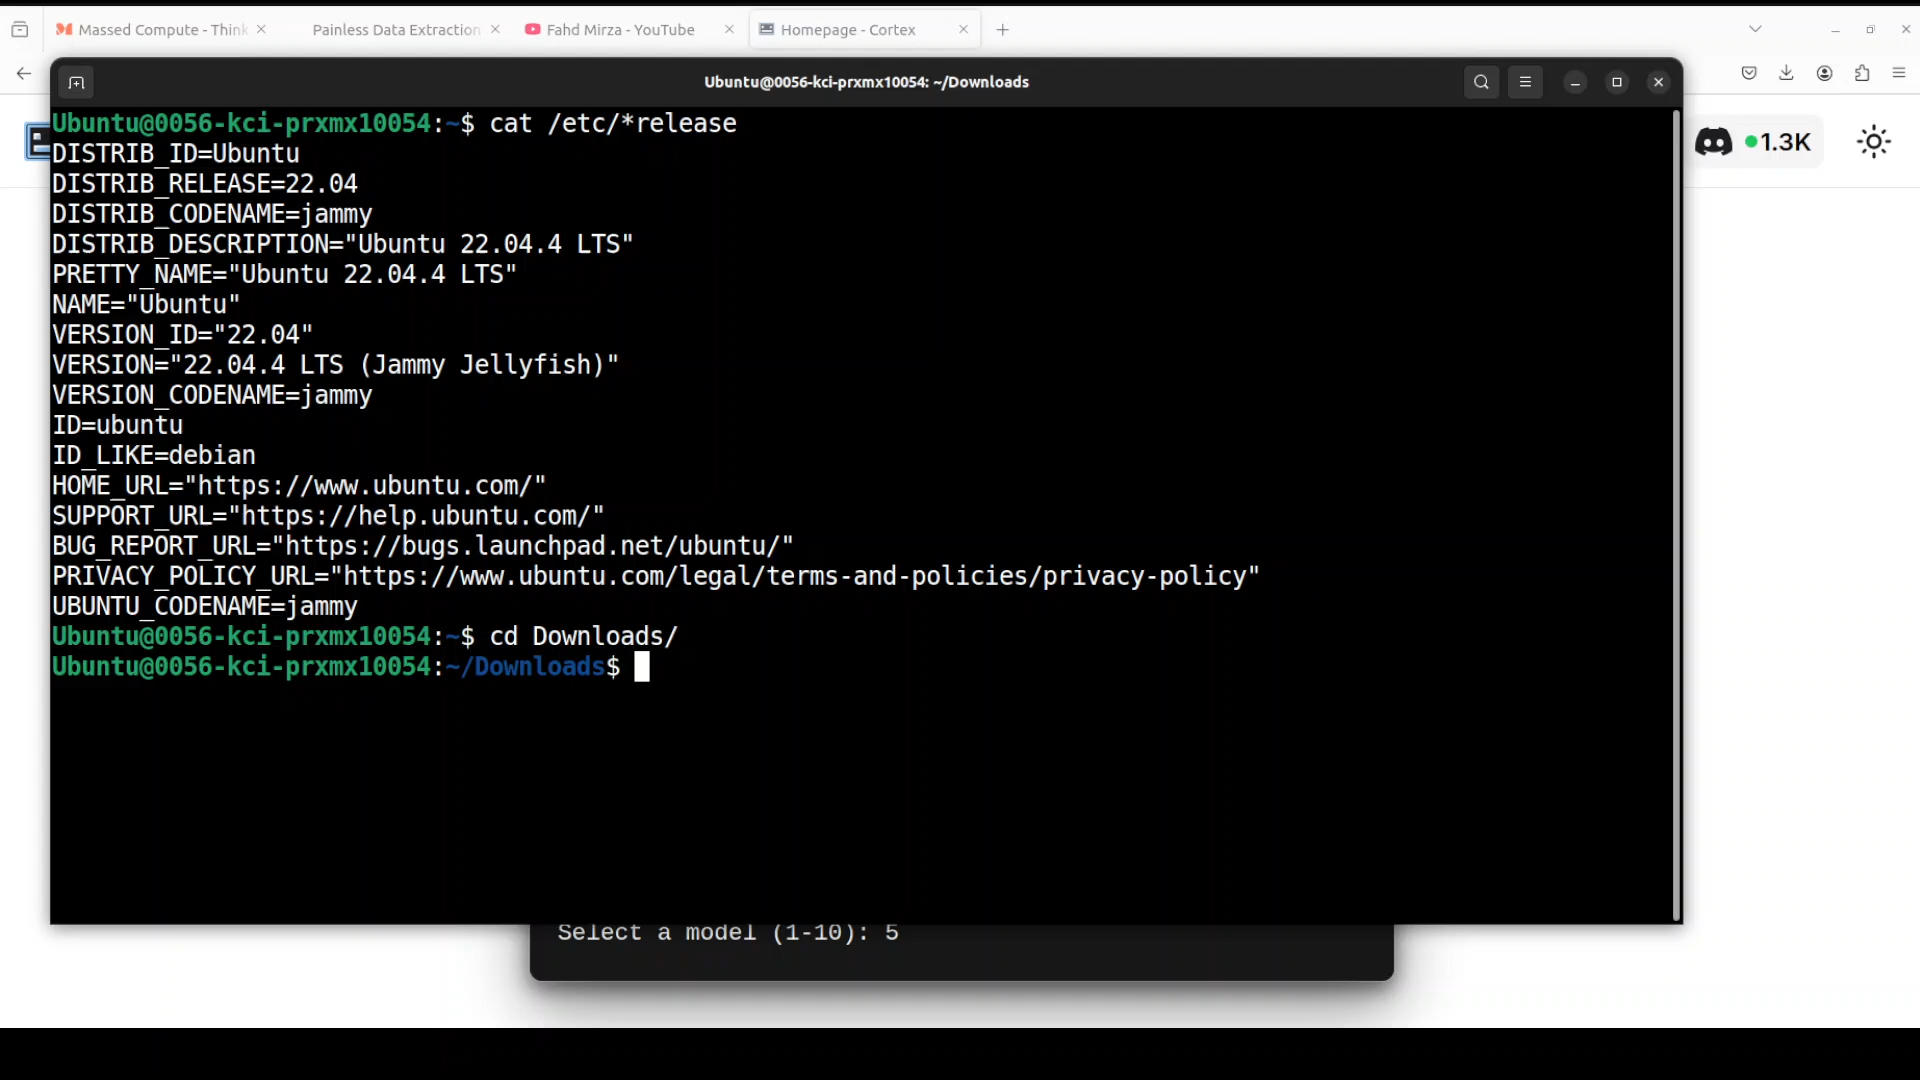 Massed Compute - Think
Painless Data Extraction
Fahd Mirza - YouTube
Homepage - Cortex
Ubuntu@0056-kci-prxmx10054: ~/Downloads
1.3K
Ubuntu@0056-kci-prxmx10054:~$ cat /etc/*release
DISTRIB_ID=Ubuntu
DISTRIB_RELEASE=22.04
DISTRIB_CODENAME=jammy
DISTRIB_DESCRIPTION="Ubuntu 22.04.4 LTS"
PRETTY_NAME="Ubuntu 22.04.4 LTS"
NAME="Ubuntu"
VERSION_ID="22.04"
VERSION="22.04.4 LTS (Jammy Jellyfish)"
VERSION_CODENAME=jammy
ID=ubuntu
ID_LIKE=debian
HOME_URL="https://www.ubuntu.com/"
SUPPORT_URL="https://help.ubuntu.com/"
BUG_REPORT_URL="https://bugs.launchpad.net/ubuntu/"
PRIVACY_POLICY_URL="https://www.ubuntu.com/legal/terms-and-policies/privacy-policy"
UBUNTU_CODENAME=jammy
Ubuntu@0056-kci-prxmx10054:~$ cd Downloads/
Ubuntu@0056-kci-prxmx10054:~/Downloads$
Select a model (1-10): 5